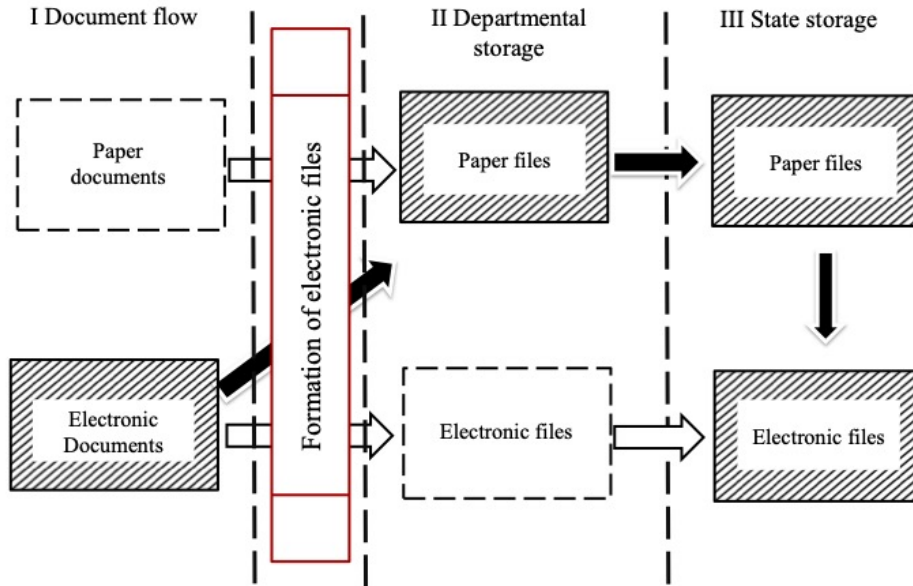 I Document flow
II Departmental
storage
III State storage
Paper
documents
Formation of electronic files
Paper files
Paper files
Electronic
Documents
Electronic files
Electronic files